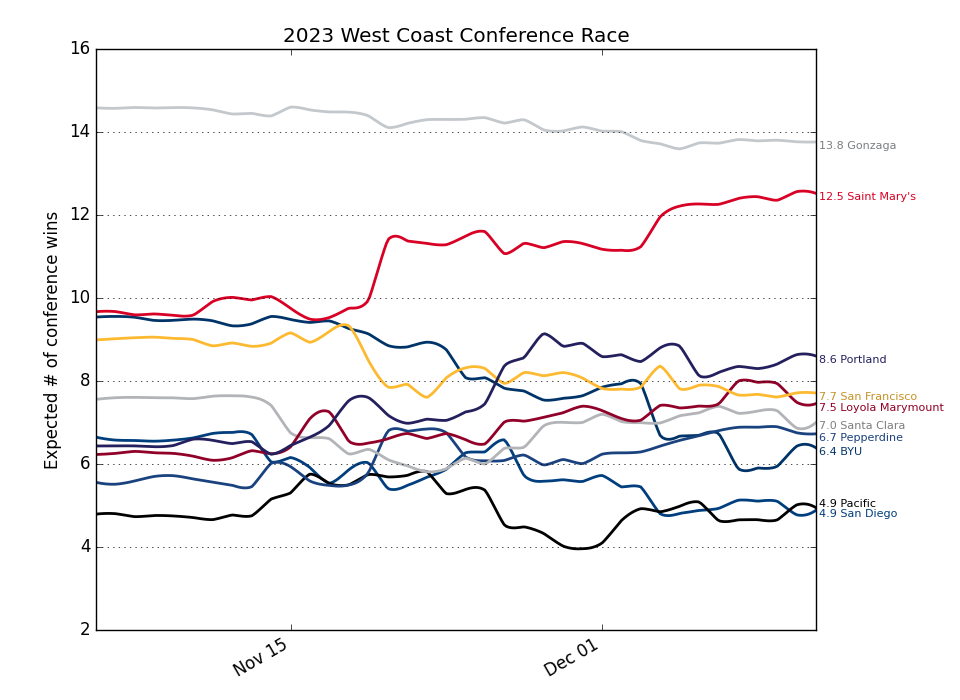 2023 West Coast Conference Race
Expected # of conference wins
16
14
12
10
8
6
4
2
Nov 15
Dec 01
13.8 Gonzaga
12.5 Saint Mary's
8.6 Portland
7.7 San Francisco
7.5 Loyola Marymount
7.0 Santa Clara
6.7 Pepperdine
6.4 BYU
4.9 Pacific
4.9 San Diego